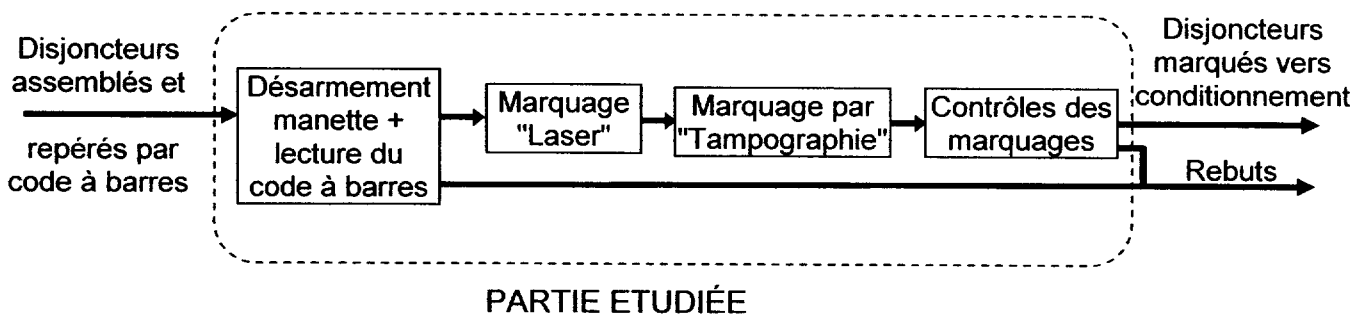 Disjoncteurs
assemblés et
repérés par
code à barres
Désarmement
manette +
lecture du
code à barres
Marquage
"Laser"
Marquage par
"Tampographie"
Contrôles des
marquages
Disjoncteurs
marqués vers
conditionnement
Rebuts
PARTIE ETUDIÉE